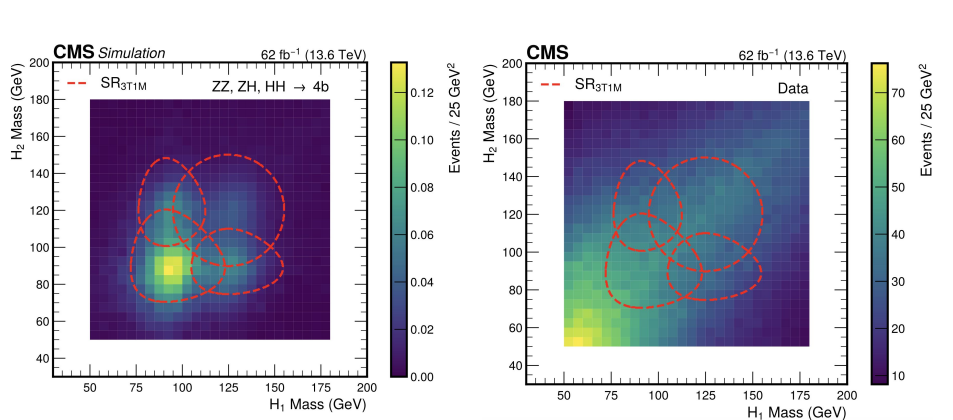 CMS Simulation 62 fb⁻¹ (13.6 TeV)
SR3T1M ZZ, ZH, HH → 4b
H2 Mass (GeV)
200
180
160
140
120
100
80
60
40
50 75 100 125 150 175 200
H1 Mass (GeV)
0.12
0.10
0.08
0.06
0.04
0.02
0.00
Events / 25 GeV²
CMS 62 fb⁻¹ (13.6 TeV)
SR3T1M Data
H2 Mass (GeV)
200
180
160
140
120
100
80
60
40
50 75 100 125 150 175 200
H1 Mass (GeV)
70
60
50
40
30
20
10
Events / 25 GeV²